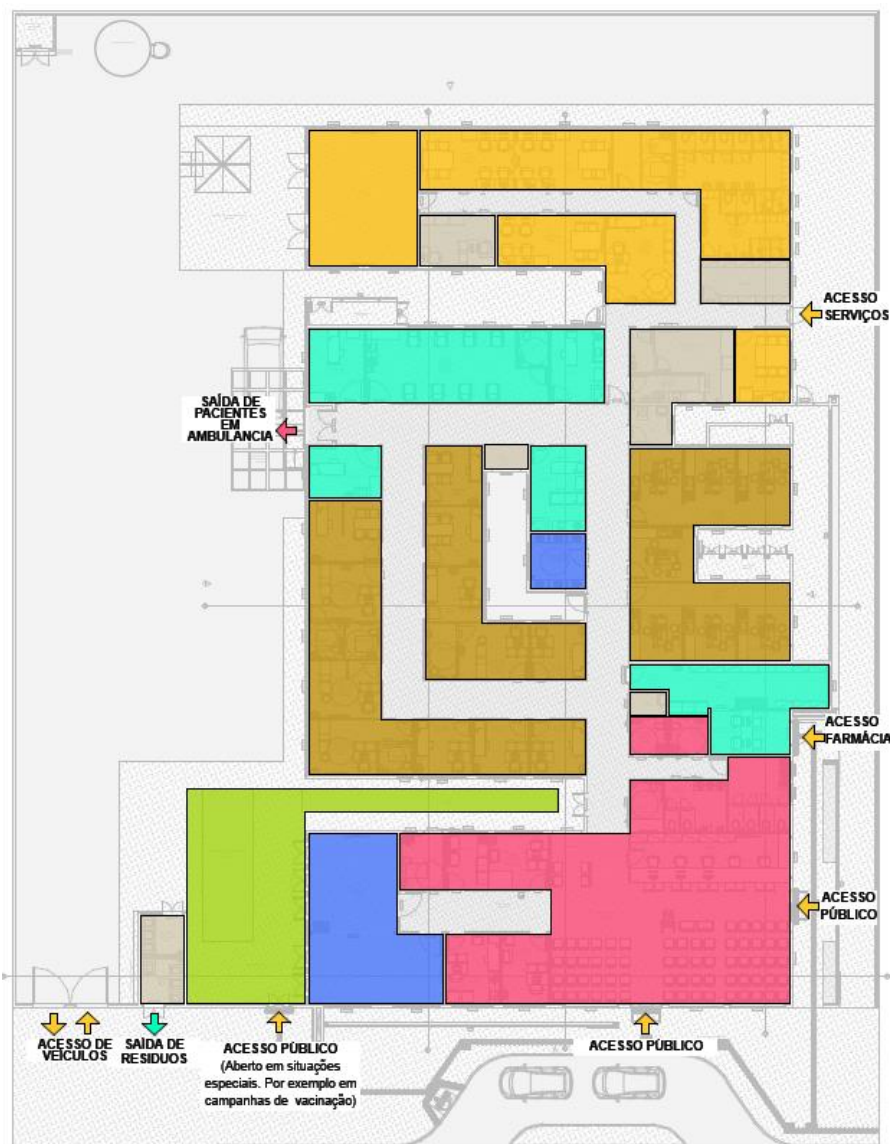 ACESSO
SERVIÇOS
SAÍDA DE
PACIENTES
EM
AMBULANCIA
ACESSO
FARMÁCIA
ACESSO
PÚBLICO
ACESSO DE
VEÍCULOS
SAÍDA DE
RESIDUOS
ACESSO PÚBLICO
(Aberto em situações
especiais. Por exemplo em
campanhas de vacinação)
ACESSO PÚBLICO